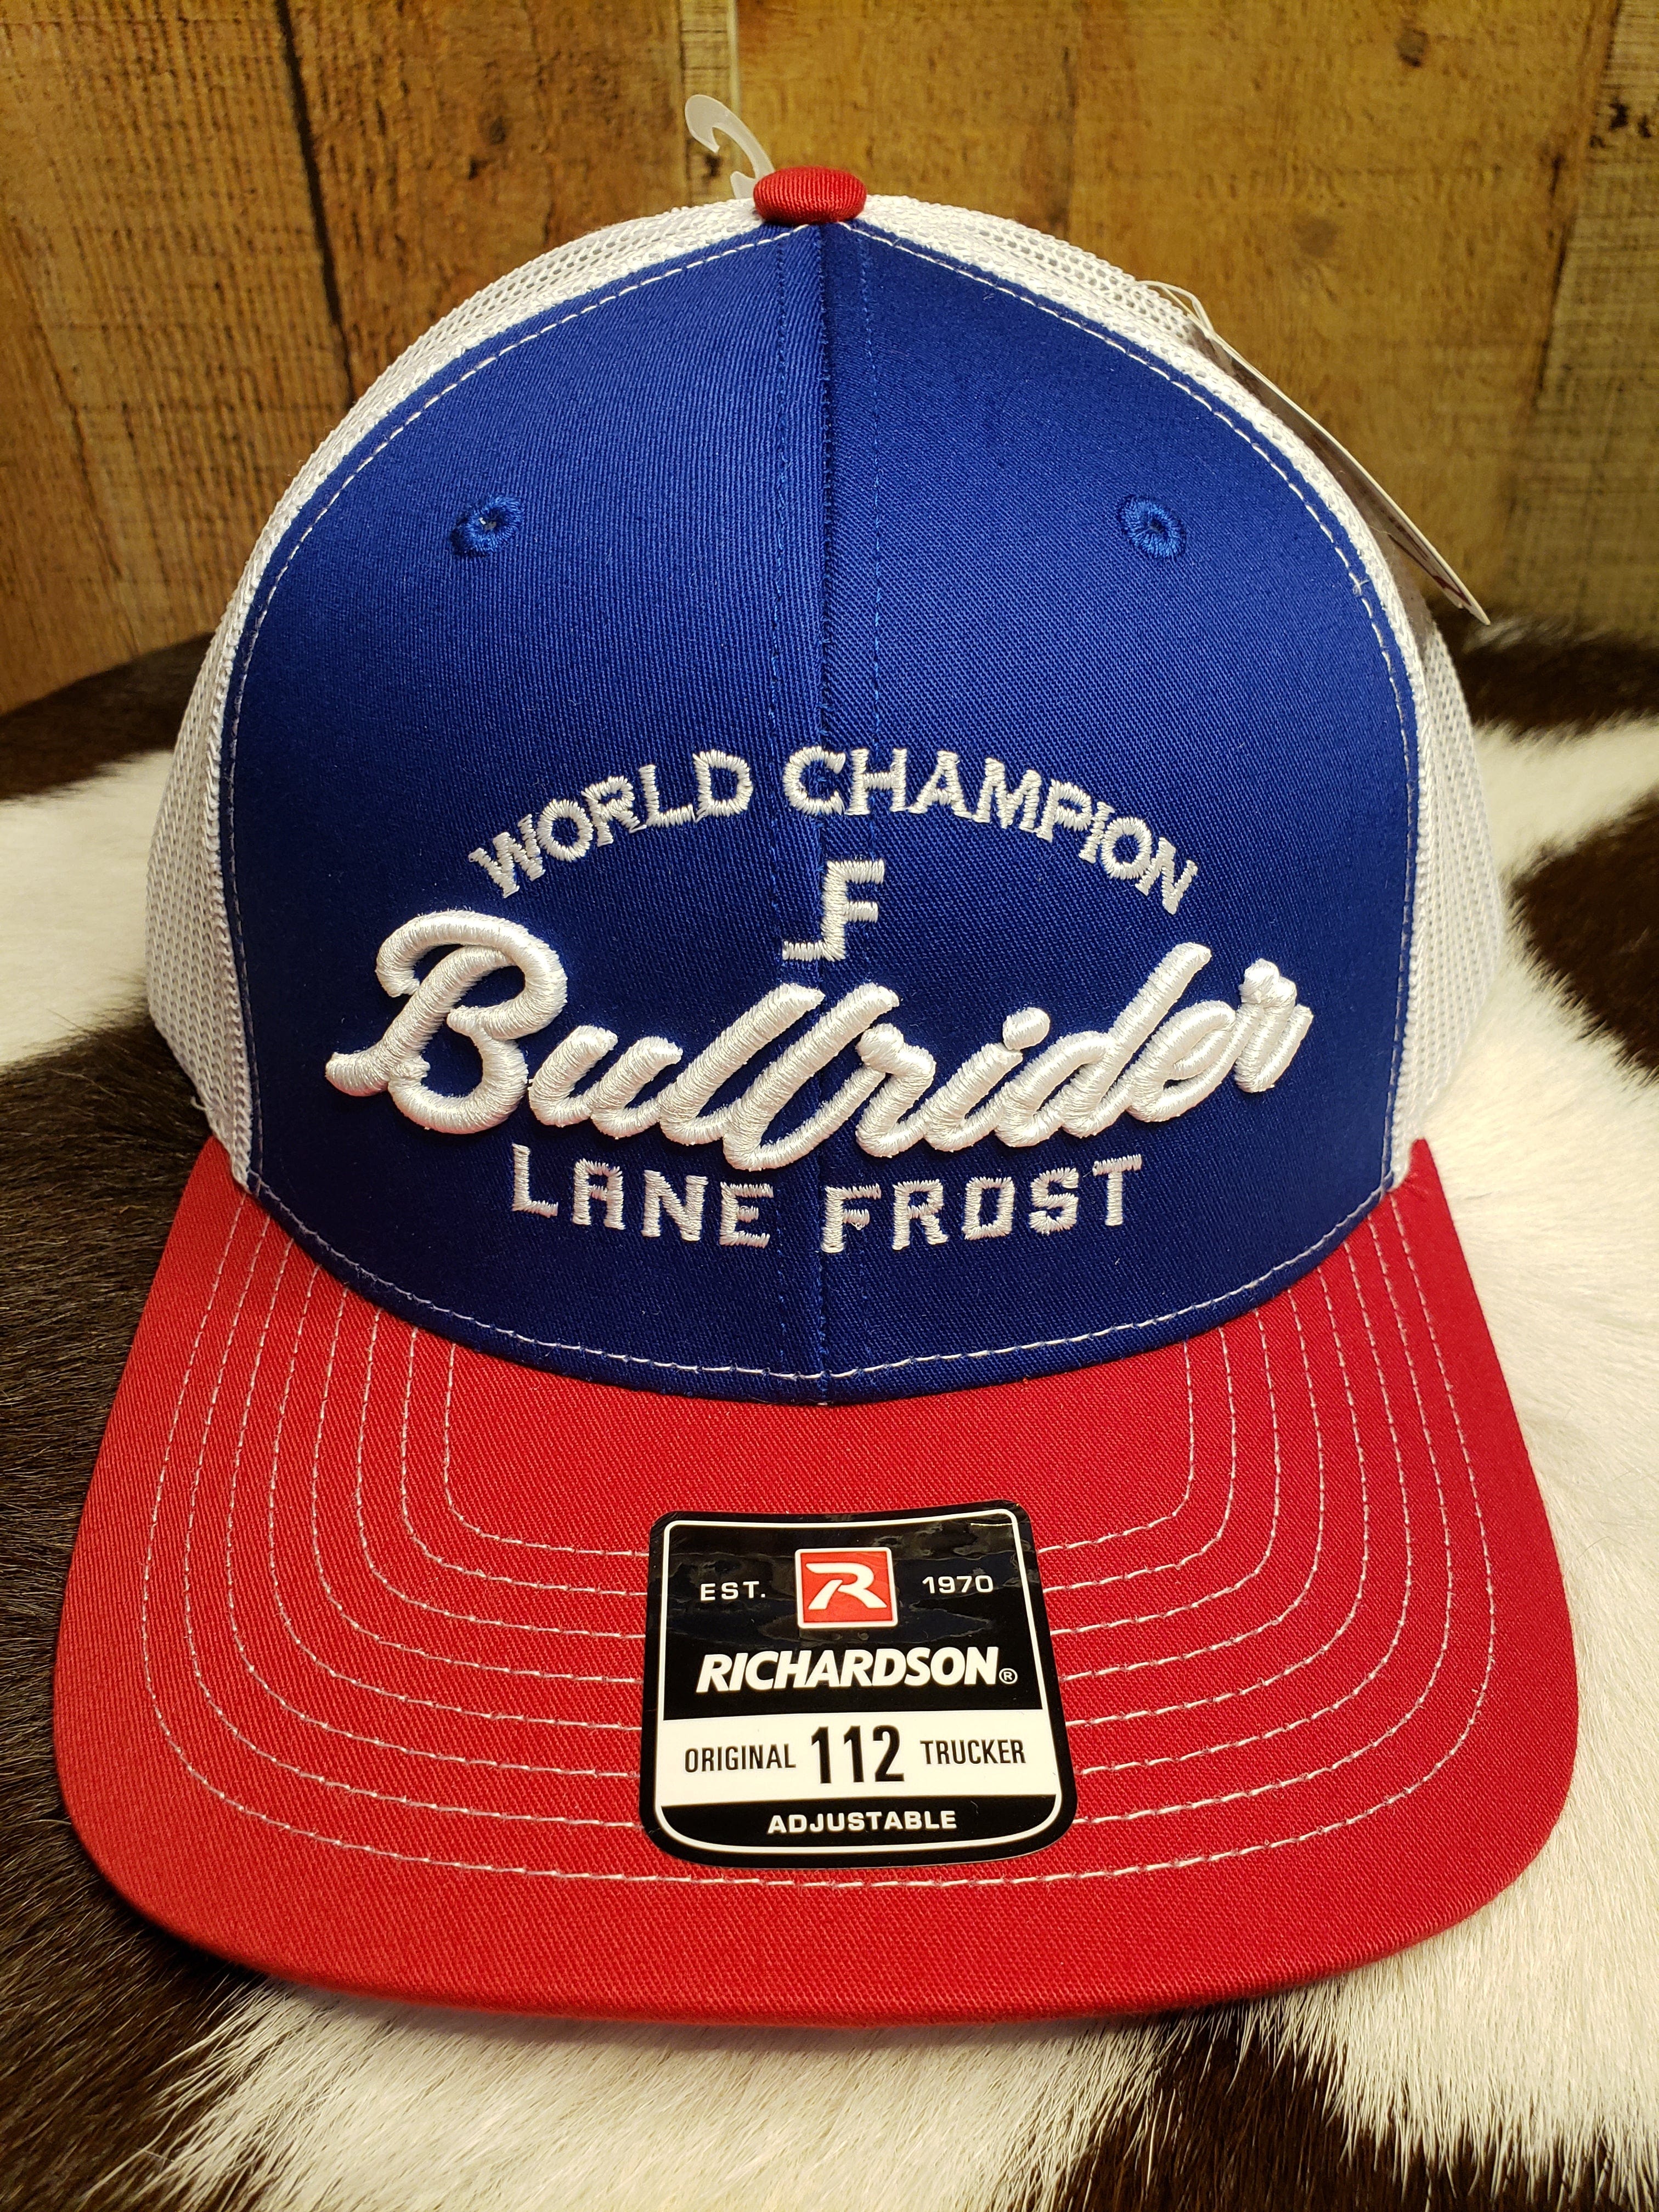 WORLD CHAMPION
LF
Bullrider
LANE FROST
EST. R 1970
RICHARDSON®
ORIGINAL 112 TRUCKER
ADJUSTABLE